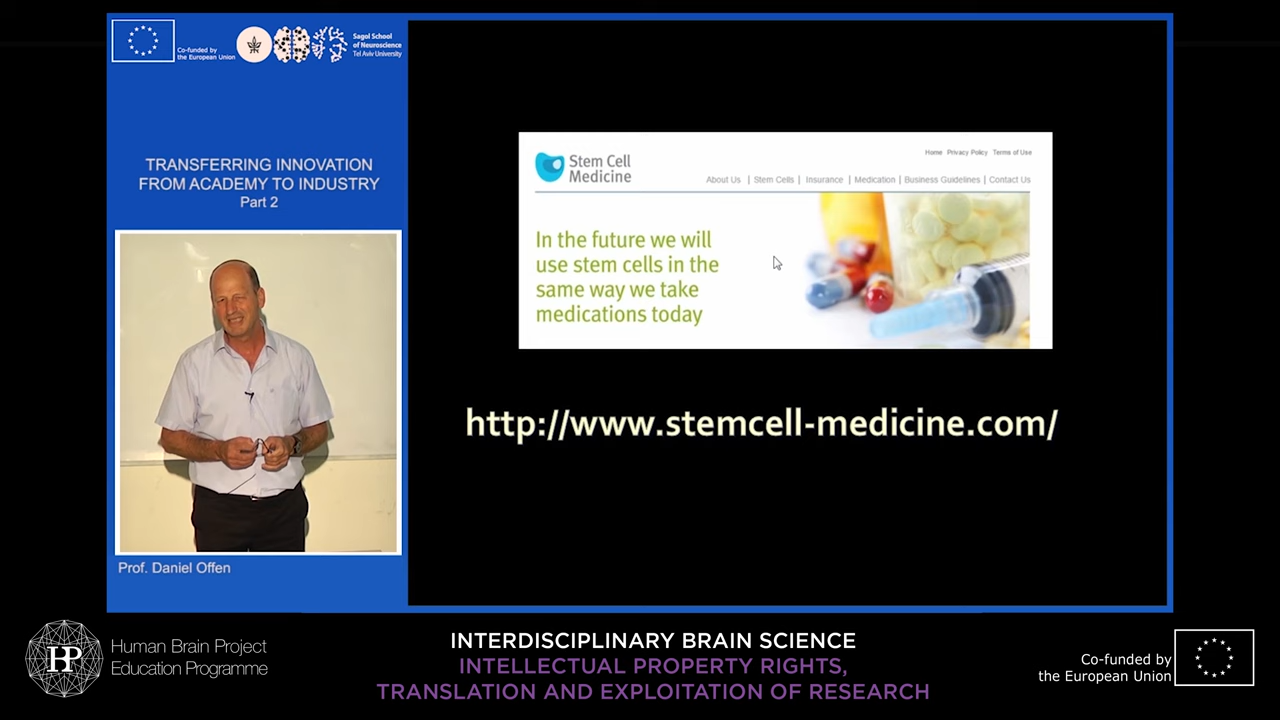 Co-funded by
the European Union
Sagol School
of Neuroscience
Tel Aviv University
TRANSFERRING INNOVATION
FROM ACADEMY TO INDUSTRY
Part 2
Prof. Daniel Offen
Stem Cell
Medicine
Home Privacy Policy Terms of Use
About Us | Stem Cells | Insurance | Medication | Business Guidelines | Contact Us
In the future we will
use stem cells in the
same way we take
medications today
http://www.stemcell-medicine.com/
HBP
Human Brain Project
Education Programme
INTERDISCIPLINARY BRAIN SCIENCE
INTELLECTUAL PROPERTY RIGHTS,
TRANSLATION AND EXPLOITATION OF RESEARCH
Co-funded by
the European Union